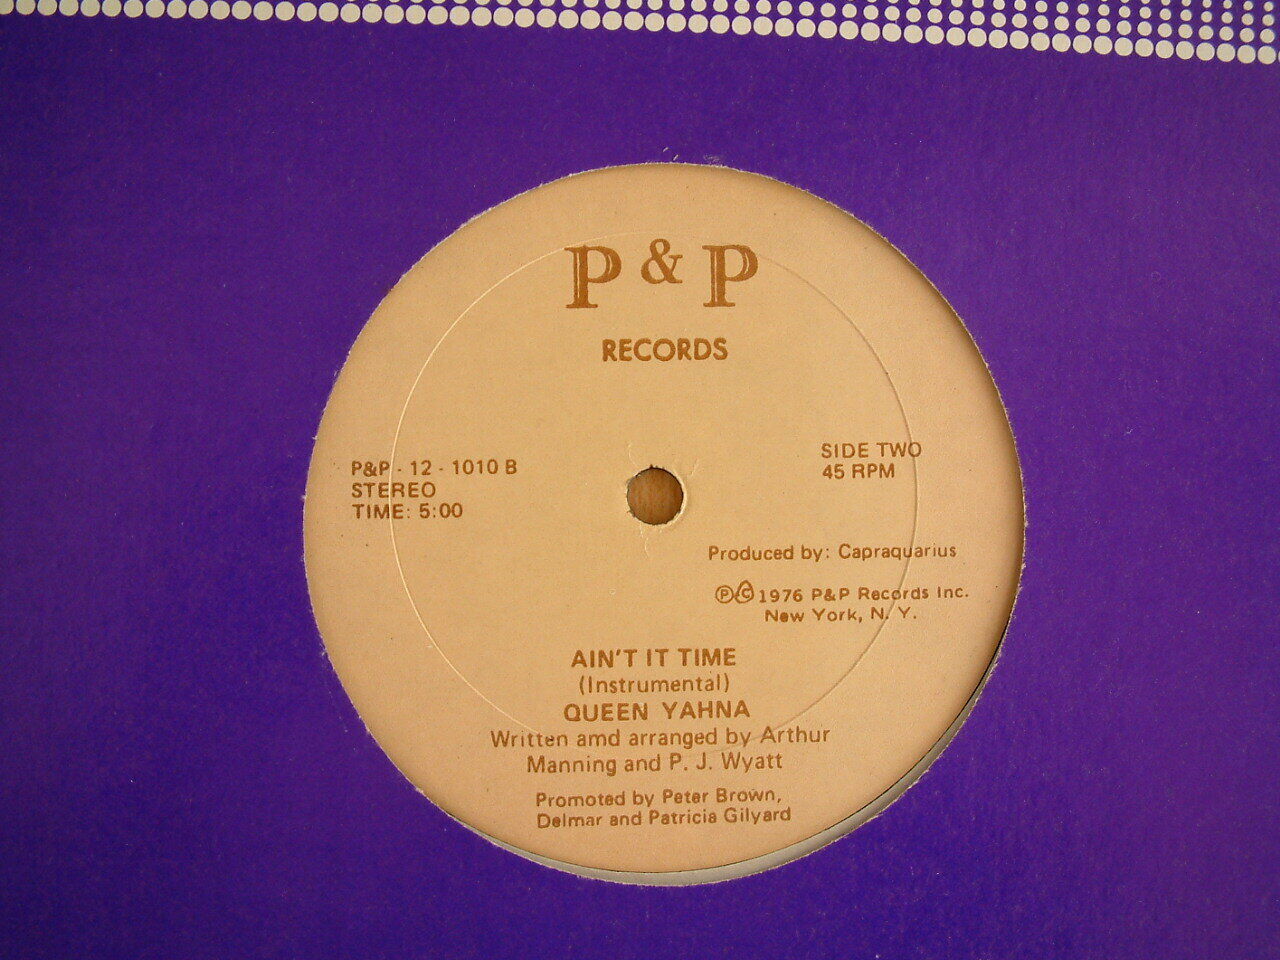 P & P
RECORDS
P&P - 12 - 1010 B
STEREO
TIME: 5:00
SIDE TWO
45 RPM
Produced by: Capraquarius
ⓅⒸ1976 P&P Records Inc.
New York, N. Y.
AIN'T IT TIME
(Instrumental)
QUEEN YAHNA
Written amd arranged by Arthur
Manning and P. J. Wyatt
Promoted by Peter Brown,
Delmar and Patricia Gilyard